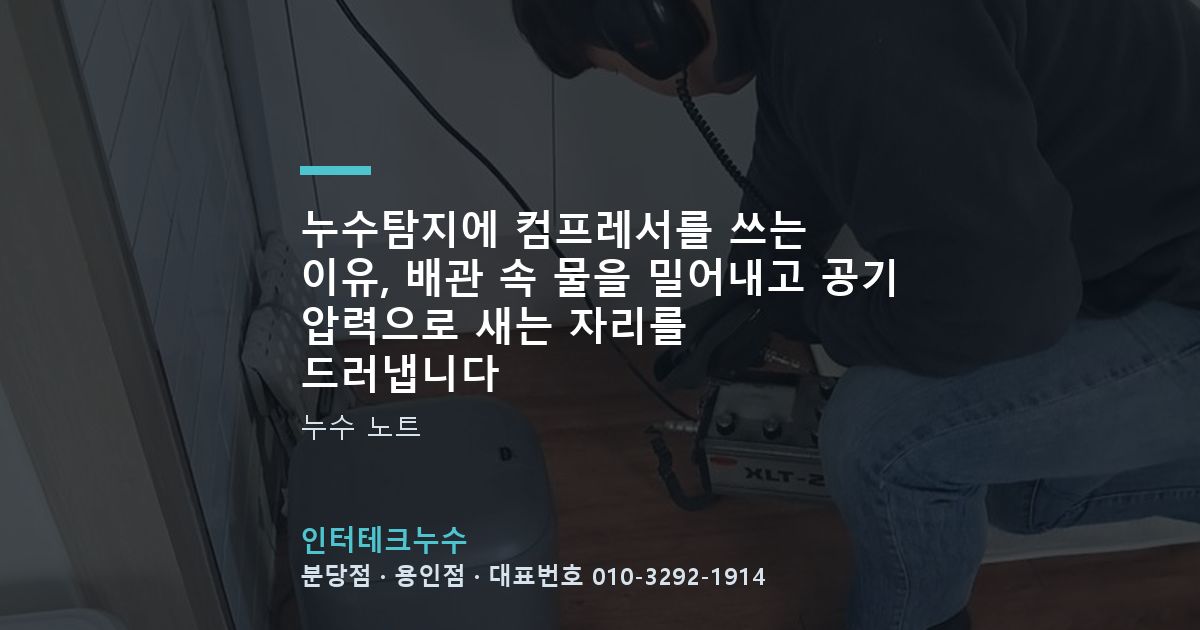 누수탐지에 컴프레서를 쓰는
이유, 배관 속 물을 밀어내고 공기
압력으로 새는 자리를
드러냅니다
누수 노트
XLT-2
인터테크누수
분당점 · 용인점 · 대표번호 010-3292-1914